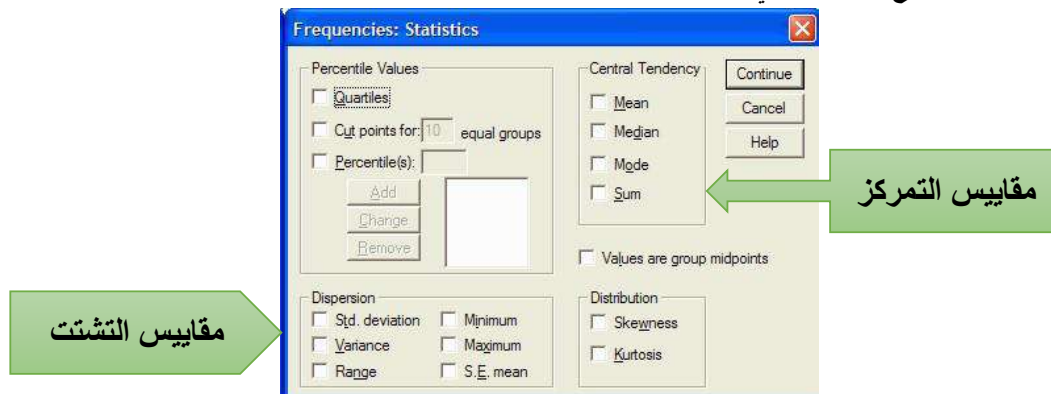 Frequencies: Statistics
Percentile Values
Quartiles
Cut points for: 10 equal groups
Percentile(s):
Add
Change
Remove
Central Tendency
Mean
Median
Mode
Sum
Continue
Cancel
Help
مقاييس التمركز
Values are group midpoints
مقاييس التشتت
Dispersion
Std. deviation
Minimum
Variance
Maximum
Range
S.E. mean
Distribution
Skewness
Kurtosis